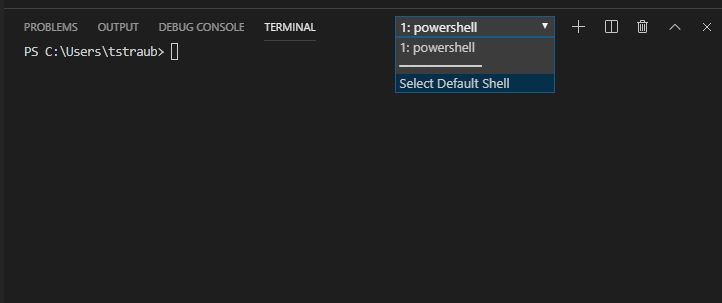 PROBLEMS OUTPUT DEBUG CONSOLE TERMINAL 1: powershell
1: powershell
PS C:\Users\tstraub>
Select Default Shell